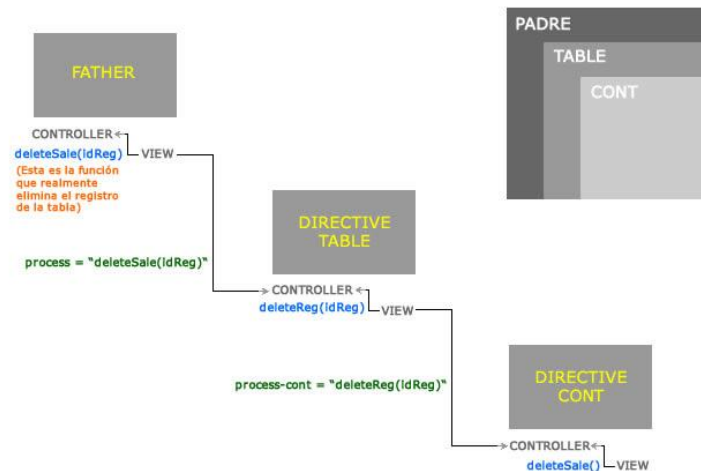 PADRE
TABLE
CONT
FATHER
CONTROLLER
deleteSale(idReg)
VIEW
(Esta es la función
que realmente
elimina el registro
de la tabla)
DIRECTIVE
TABLE
process = "deleteSale(idReg)"
CONTROLLER
deleteReg(idReg)
VIEW
DIRECTIVE
CONT
process-cont = "deleteReg(idReg)"
CONTROLLER
deleteSale()
VIEW